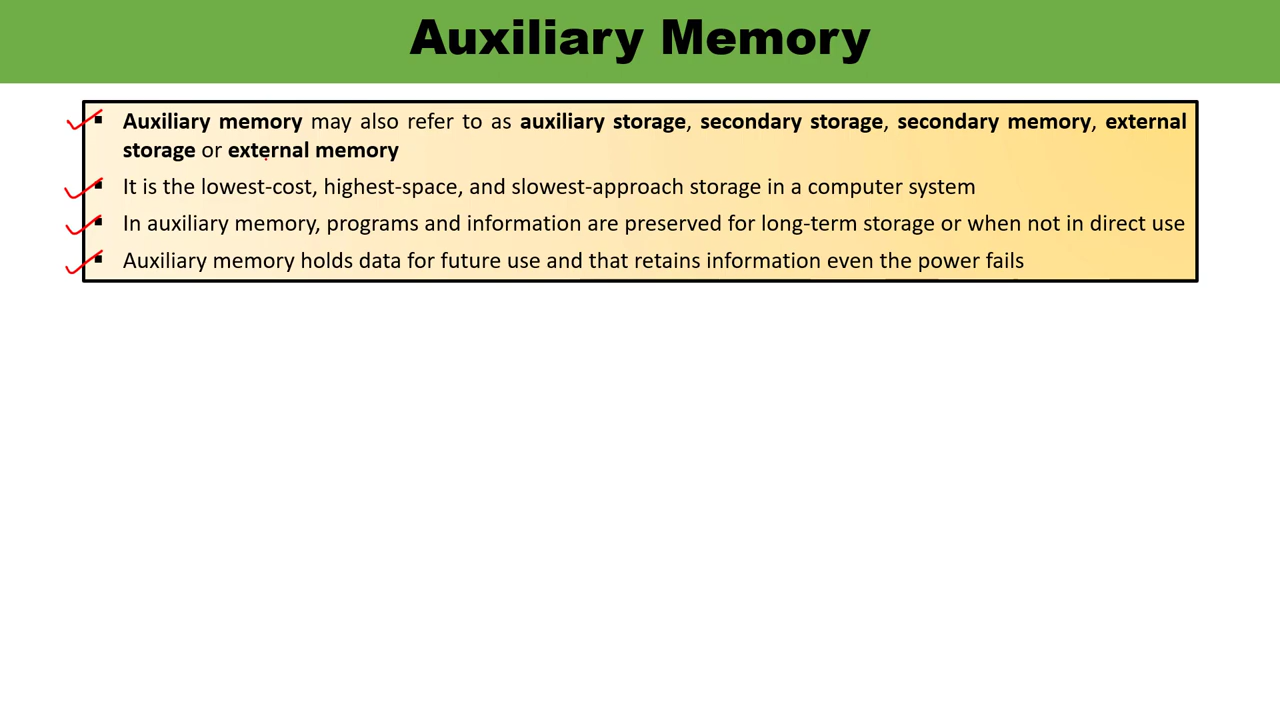 Auxiliary Memory
▪ Auxiliary memory may also refer to as auxiliary storage, secondary storage, secondary memory, external
storage or external memory
▪ It is the lowest-cost, highest-space, and slowest-approach storage in a computer system
▪ In auxiliary memory, programs and information are preserved for long-term storage or when not in direct use
▪ Auxiliary memory holds data for future use and that retains information even the power fails